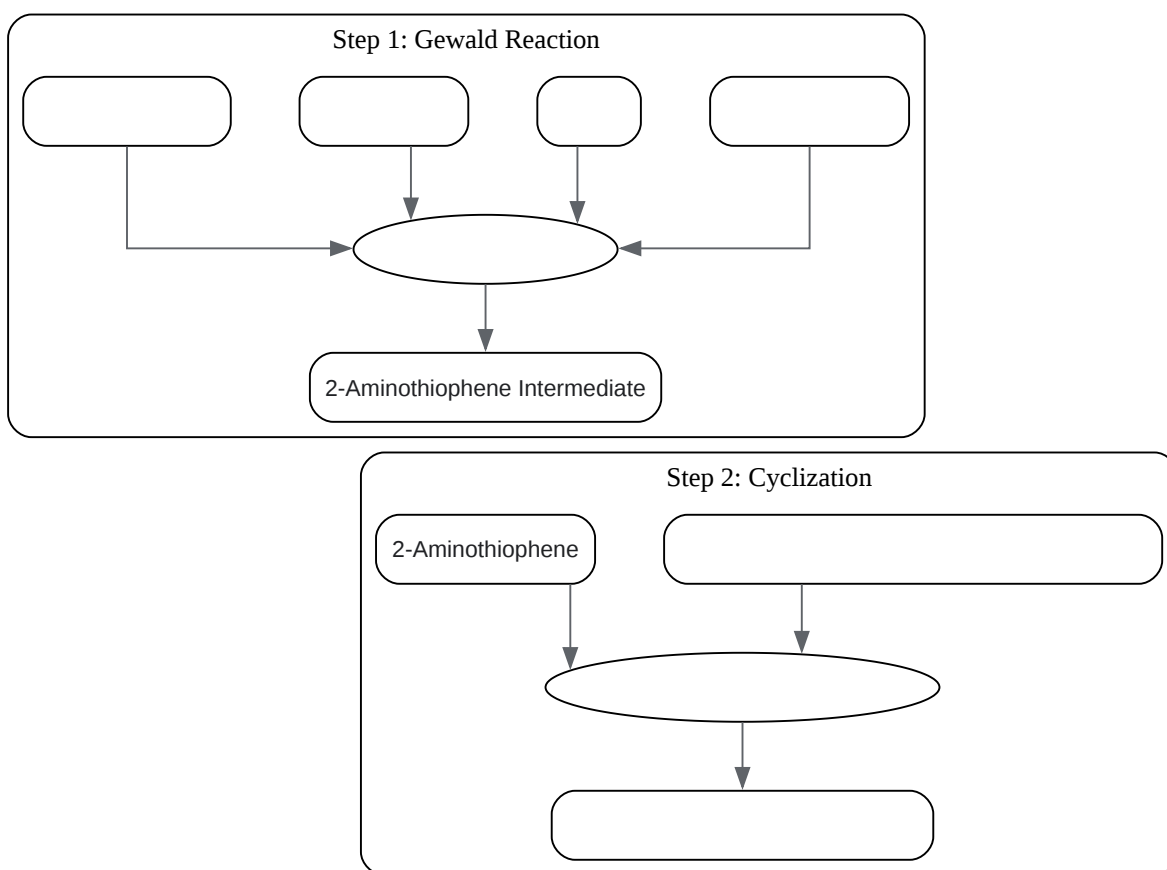 Step 1: Gewald Reaction
2-Aminothiophene Intermediate
Step 2: Cyclization
2-Aminothiophene